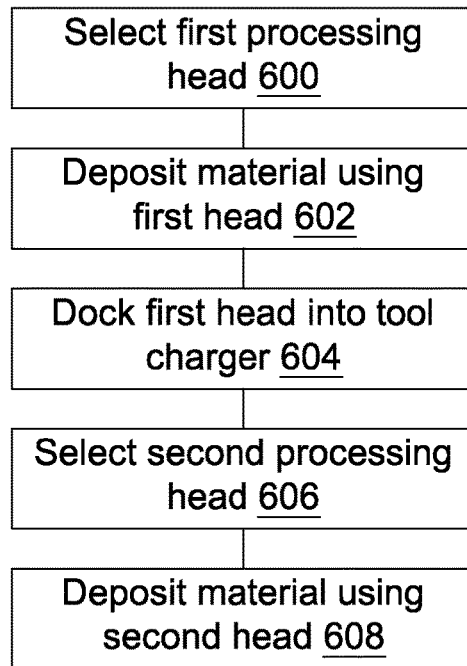 Select first processing
head 600
Deposit material using
first head 602
Dock first head into tool
charger 604
Select second processing
head 606
Deposit material using
second head 608